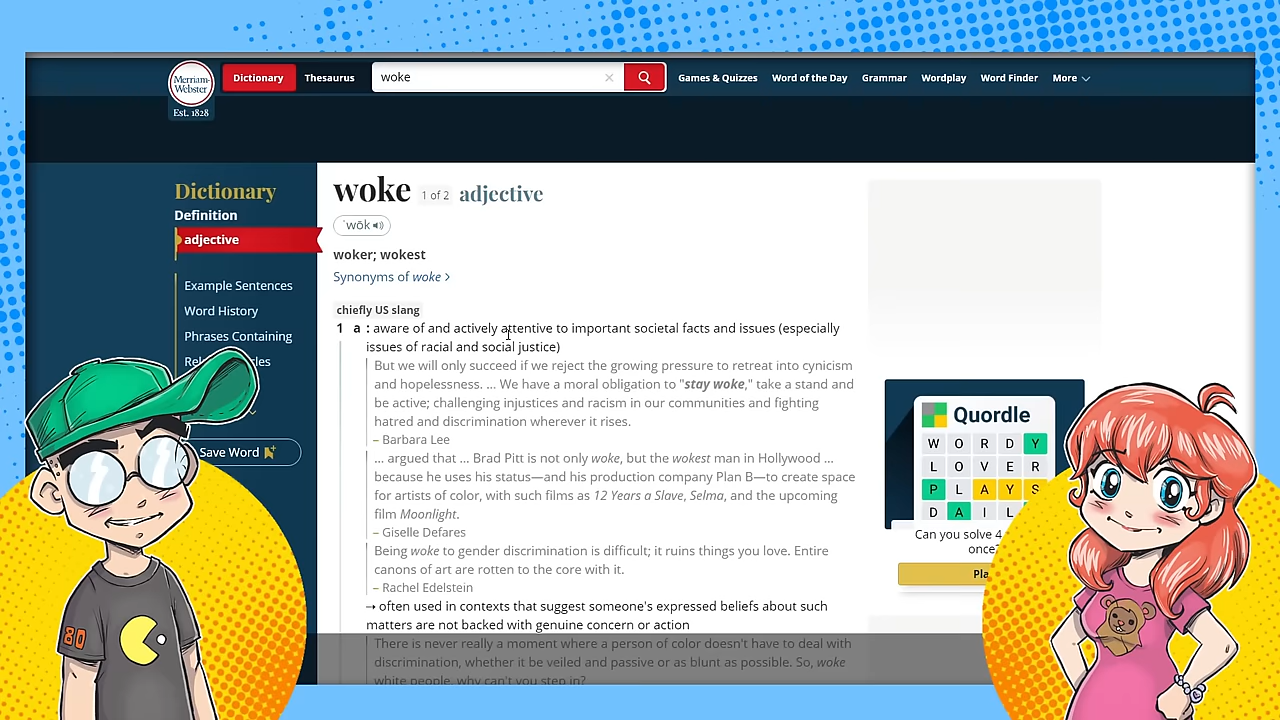 Merriam-
Webster
Est. 1828
Dictionary
Thesaurus
woke
Games & Quizzes
Word of the Day
Grammar
Wordplay
Word Finder
More
Dictionary
Definition
adjective
Example Sentences
Word History
Phrases Containing
Save Word
woke 1 of 2 adjective
ˈwōk
woker; wokest
Synonyms of woke
chiefly US slang
1 a : aware of and actively attentive to important societal facts and issues (especially
issues of racial and social justice)
But we will only succeed if we reject the growing pressure to retreat into cynicism
and hopelessness. ... We have a moral obligation to "stay woke," take a stand and
be active; challenging injustices and racism in our communities and fighting
hatred and discrimination wherever it rises.
– Barbara Lee
... argued that ... Brad Pitt is not only woke, but the wokest man in Hollywood ...
because he uses his status—and his production company Plan B—to create space
for artists of color, with such films as 12 Years a Slave, Selma, and the upcoming
film Moonlight.
– Giselle Defares
Being woke to gender discrimination is difficult; it ruins things you love. Entire
canons of art are rotten to the core with it.
– Rachel Edelstein
→ often used in contexts that suggest someone's expressed beliefs about such
matters are not backed with genuine concern or action
There is never really a moment where a person of color doesn't have to deal with
discrimination, whether it be veiled and passive or as blunt as possible. So, woke
white people, why can't you step in?
Quordle
W O R D Y
L O V E R
P L A Y S
D A I L
Can you solve 4
once?
80